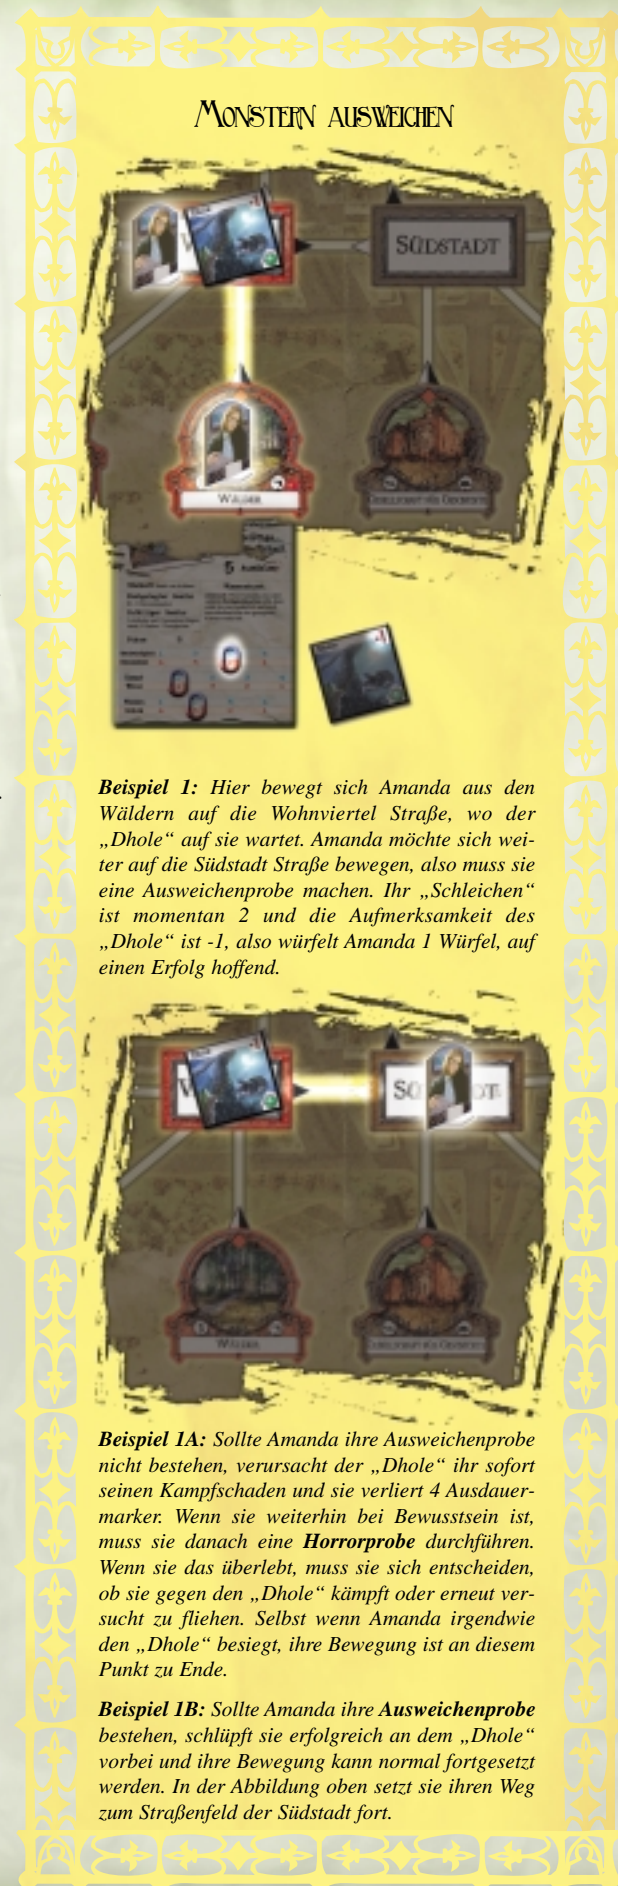 Monstern ausweichen
Südstadt
Wälder
5
-1
Beispiel 1: Hier bewegt sich Amanda aus den
Wäldern auf die Wohnviertel Straße, wo der
„Dhole“ auf sie wartet. Amanda möchte sich wei-
ter auf die Südstadt Straße bewegen, also muss sie
eine Ausweichenprobe machen. Ihr „Schleichen“
ist momentan 2 und die Aufmerksamkeit des
„Dhole“ ist -1, also würfelt Amanda 1 Würfel, auf
einen Erfolg hoffend.
Wälder
Beispiel 1A: Sollte Amanda ihre Ausweichenprobe
nicht bestehen, verursacht der „Dhole“ ihr sofort
seinen Kampfschaden und sie verliert 4 Ausdauer-
marker. Wenn sie weiterhin bei Bewusstsein ist,
muss sie danach eine Horrorprobe durchführen.
Wenn sie das überlebt, muss sie sich entscheiden,
ob sie gegen den „Dhole“ kämpft oder erneut ver-
sucht zu fliehen. Selbst wenn Amanda irgendwie
den „Dhole“ besiegt, ihre Bewegung ist an diesem
Punkt zu Ende.
Beispiel 1B: Sollte Amanda ihre Ausweichenprobe
bestehen, schlüpft sie erfolgreich an dem „Dhole“
vorbei und ihre Bewegung kann normal fortgesetzt
werden. In der Abbildung oben setzt sie ihren Weg
zum Straßenfeld der Südstadt fort.